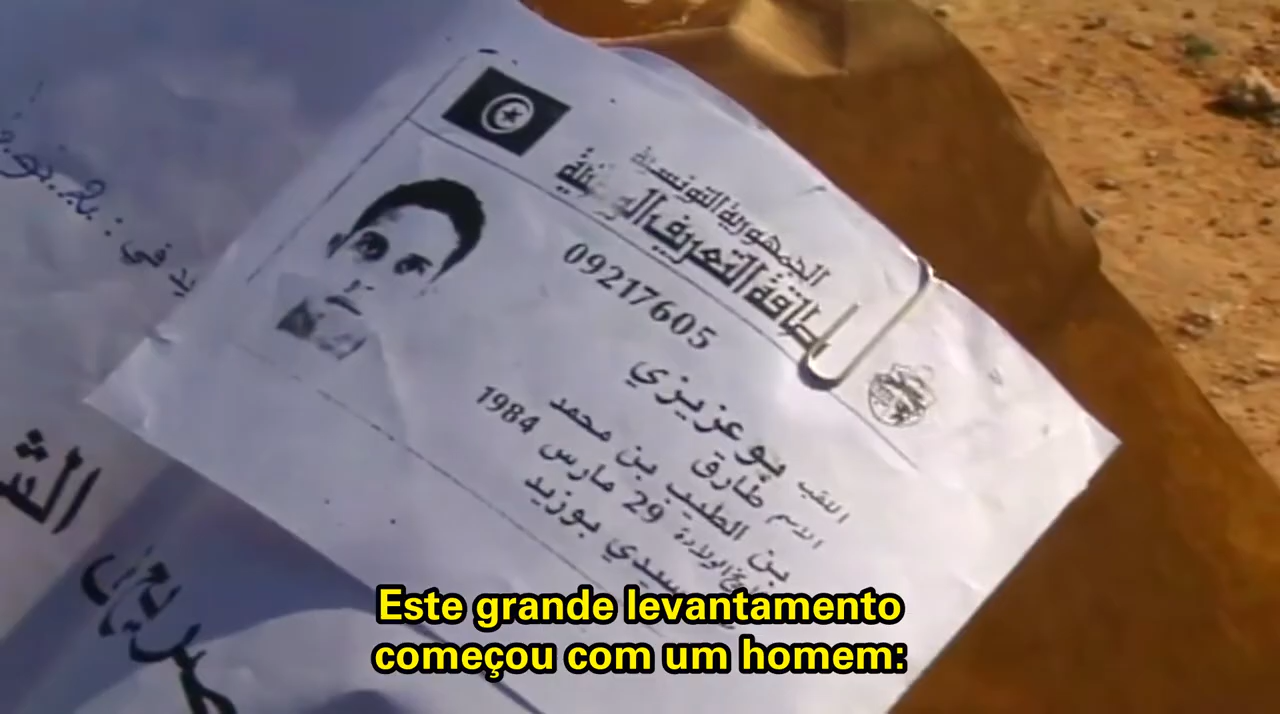 الجمهورية التونسية
بطاقة التعريف الوطنية
09217605
اللقب بوعزيزي
الاسم طارق
بن الطيب بن محمد
تاريخ الولادة 29 مارس 1984
سيدي بوزيد
Este grande levantamento
começou com um homem: